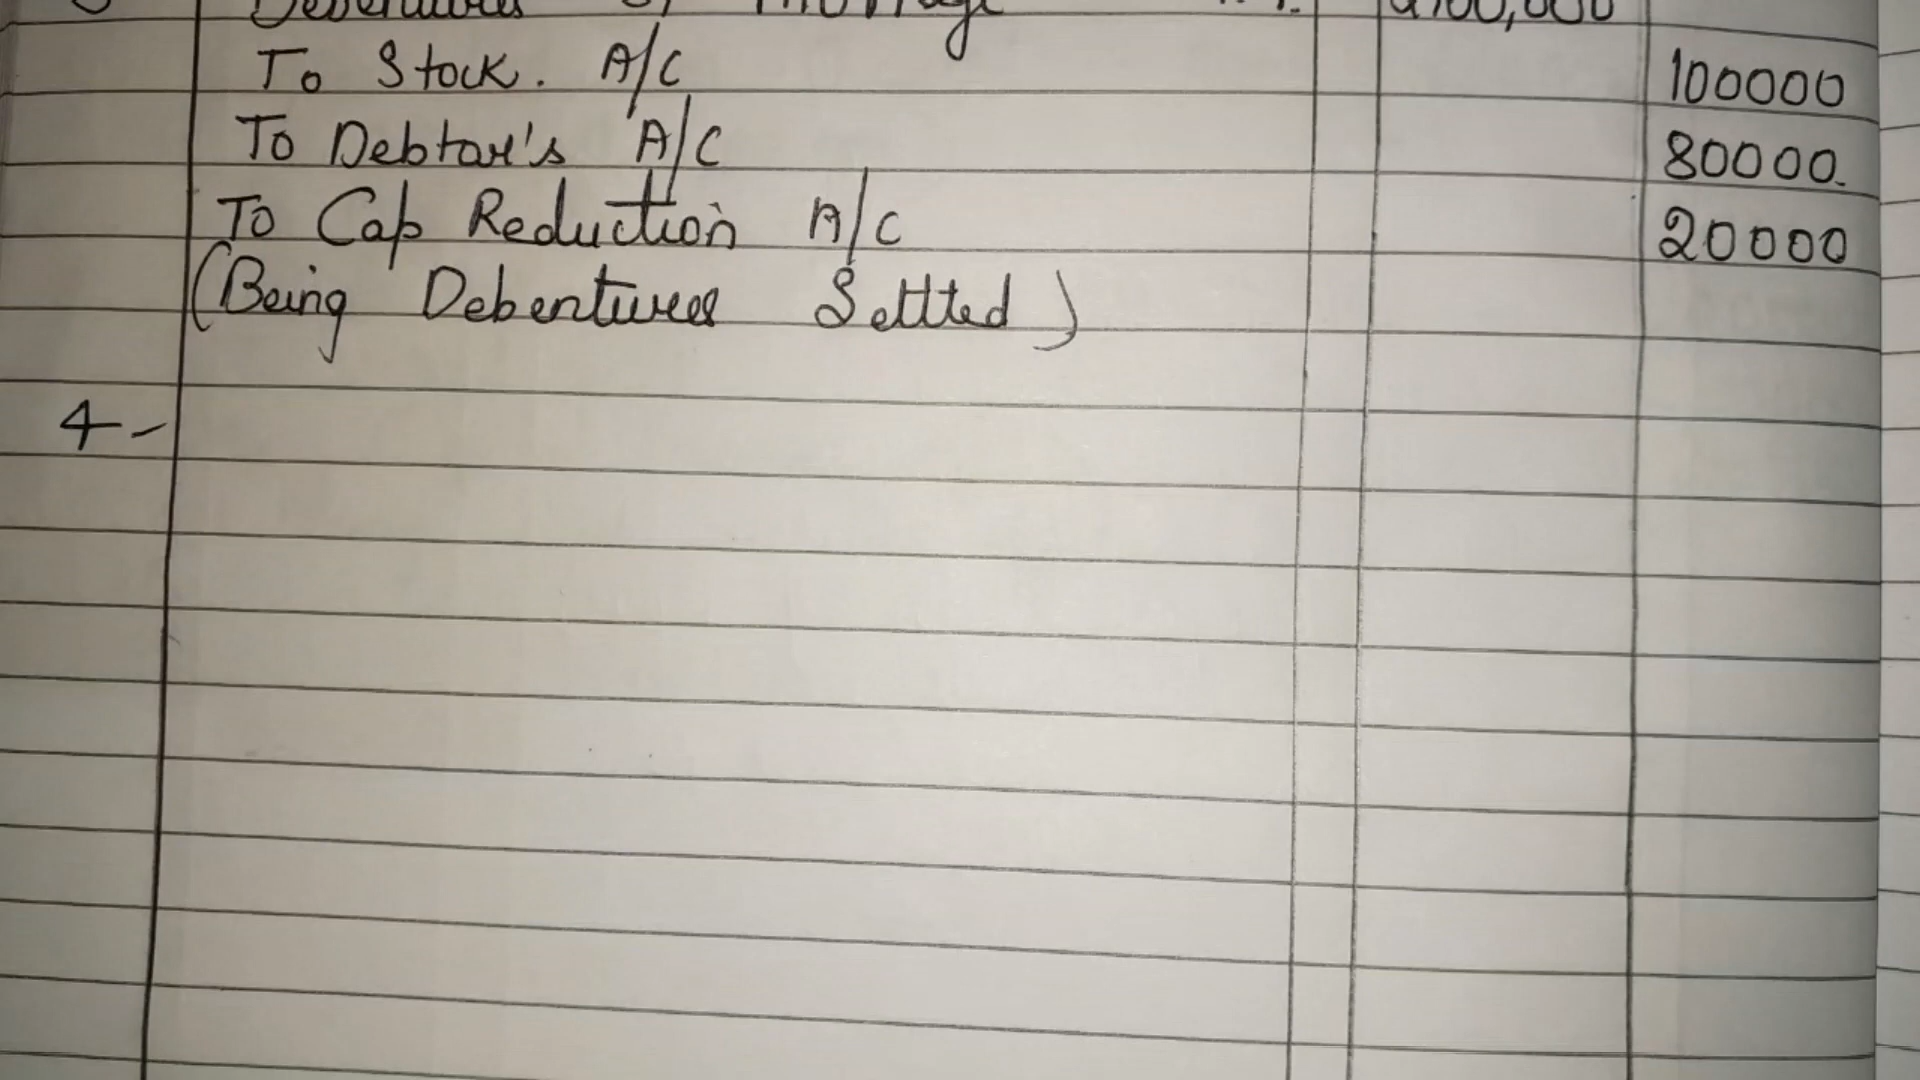 To Stock. A/C 100000
To Debtor's A/C 80000.
To Cap Reduction A/C 20000
(Being Debentures Settled)
4-